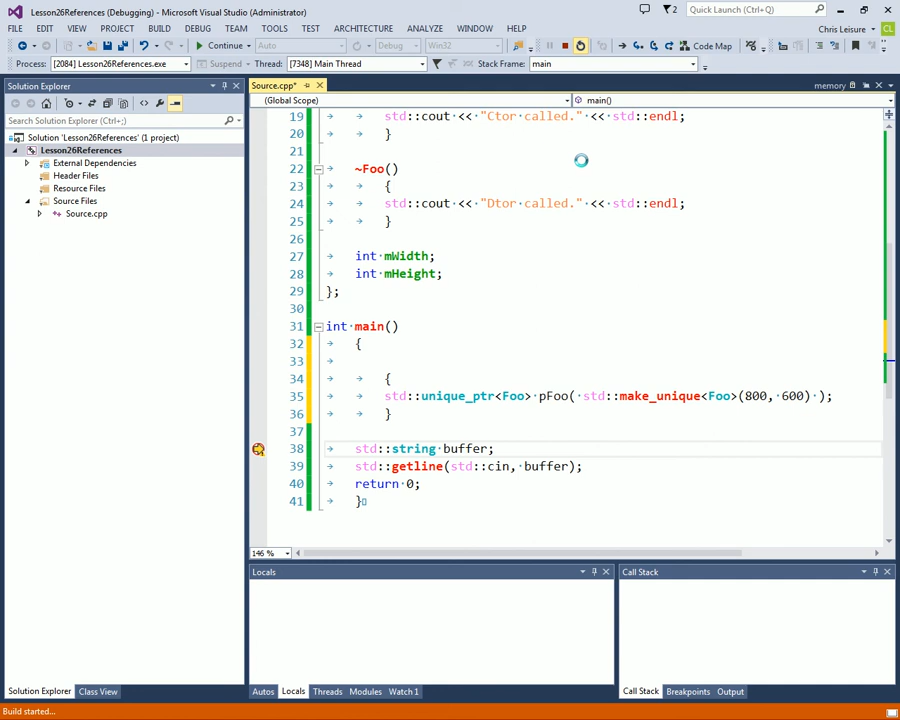 Lesson26References (Debugging) - Microsoft Visual Studio (Administrator)
2
Quick Launch (Ctrl+Q)
FILE EDIT VIEW PROJECT BUILD DEBUG TEAM TOOLS TEST ARCHITECTURE ANALYZE WINDOW HELP
Chris Leisure CL
Continue Auto Debug Win32 Code Map
Process: [2084] Lesson26References.exe Suspend Thread: [7348] Main Thread Stack Frame: main
Solution Explorer
Source.cpp*
memory
(Global Scope) main()
Search Solution Explorer (Ctrl+;)
Solution 'Lesson26References' (1 project)
Lesson26References
External Dependencies
Header Files
Resource Files
Source Files
Source.cpp
19 std::cout << "Ctor called." << std::endl;
20 }
21
22 ~Foo()
23 {
24 std::cout << "Dtor called." << std::endl;
25 }
26
27 int mWidth;
28 int mHeight;
29 };
30
31 int main()
32 {
33
34 {
35 std::unique_ptr<Foo> pFoo( std::make_unique<Foo>(800, 600) );
36 }
37
38 std::string buffer;
39 std::getline(std::cin, buffer);
40 return 0;
41 }
146 %
Locals
Call Stack
Solution Explorer Class View
Autos Locals Threads Modules Watch 1
Call Stack Breakpoints Output
Build started...